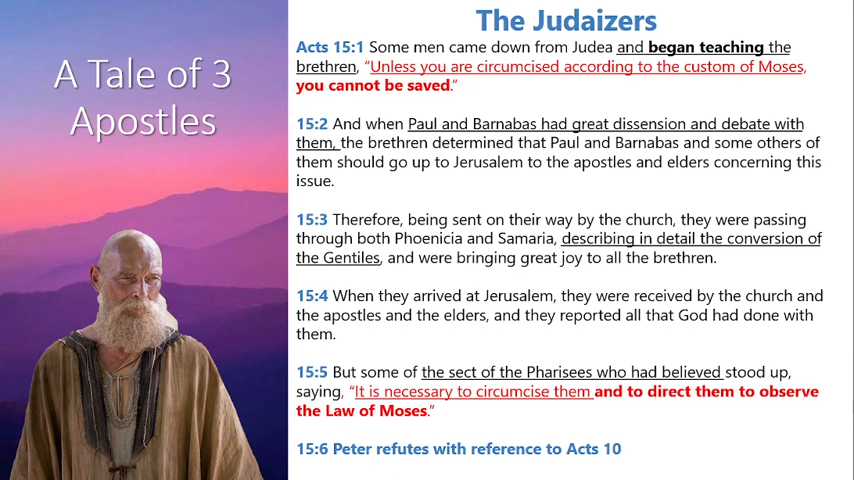 A Tale of 3
Apostles
The Judaizers
Acts 15:1 Some men came down from Judea and began teaching the
brethren, “Unless you are circumcised according to the custom of Moses,
you cannot be saved.”
15:2 And when Paul and Barnabas had great dissension and debate with
them, the brethren determined that Paul and Barnabas and some others of
them should go up to Jerusalem to the apostles and elders concerning this
issue.
15:3 Therefore, being sent on their way by the church, they were passing
through both Phoenicia and Samaria, describing in detail the conversion of
the Gentiles, and were bringing great joy to all the brethren.
15:4 When they arrived at Jerusalem, they were received by the church and
the apostles and the elders, and they reported all that God had done with
them.
15:5 But some of the sect of the Pharisees who had believed stood up,
saying, “It is necessary to circumcise them and to direct them to observe
the Law of Moses.”
15:6 Peter refutes with reference to Acts 10